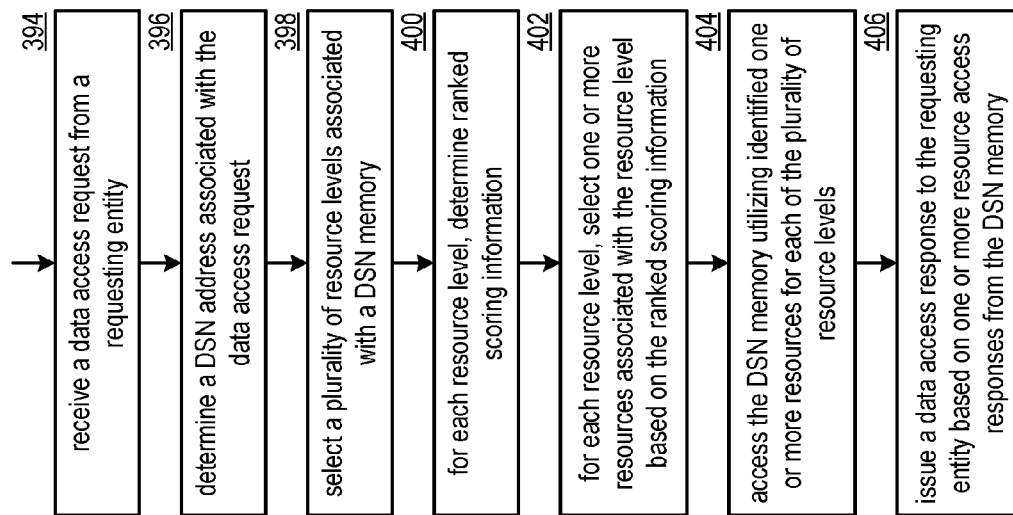 394
receive a data access request from a
requesting entity
396
determine a DSN address associated with the
data access request
398
select a plurality of resource levels associated
with a DSN memory
400
for each resource level, determine ranked
scoring information
402
for each resource level, select one or more
resources associated with the resource level
based on the ranked scoring information
404
access the DSN memory utilizing identified one
or more resources for each of the plurality of
resource levels
406
issue a data access response to the requesting
entity based on one or more resource access
responses from the DSN memory